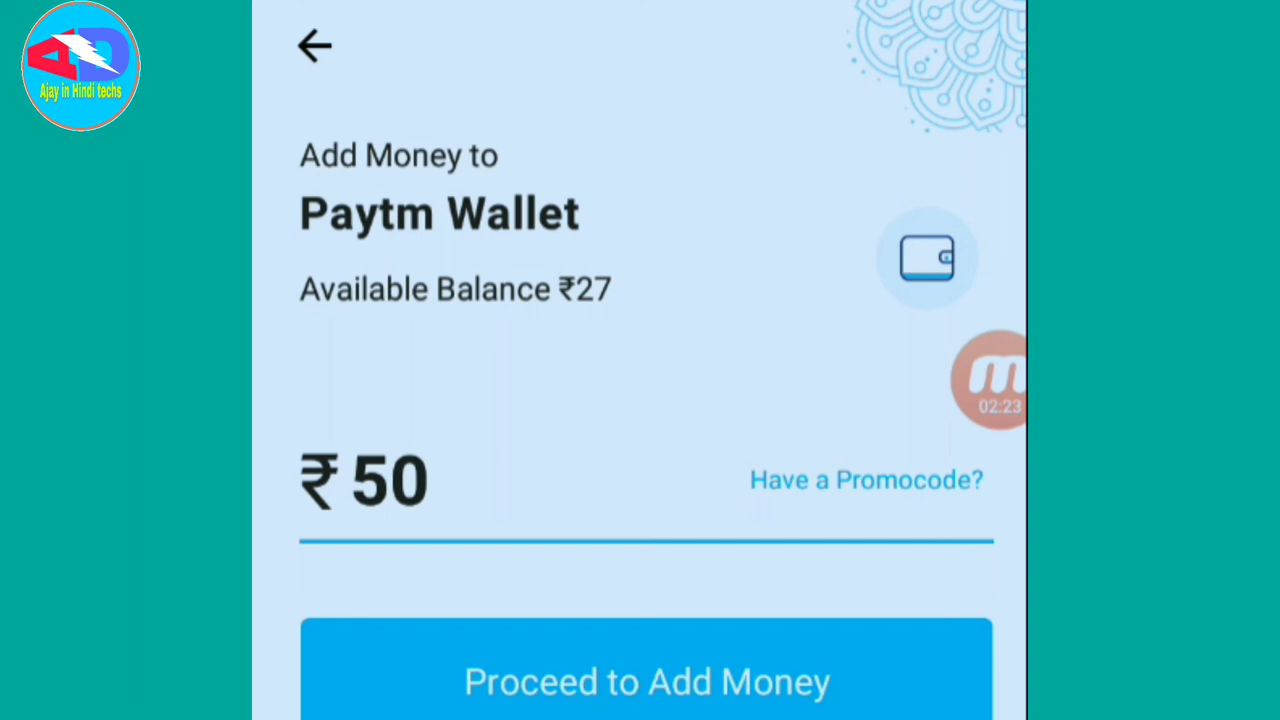 AD
Ajay in Hindi techs
Add Money to
Paytm Wallet
Available Balance ₹27
m
02:23
₹ 50
Have a Promocode?
Proceed to Add Money